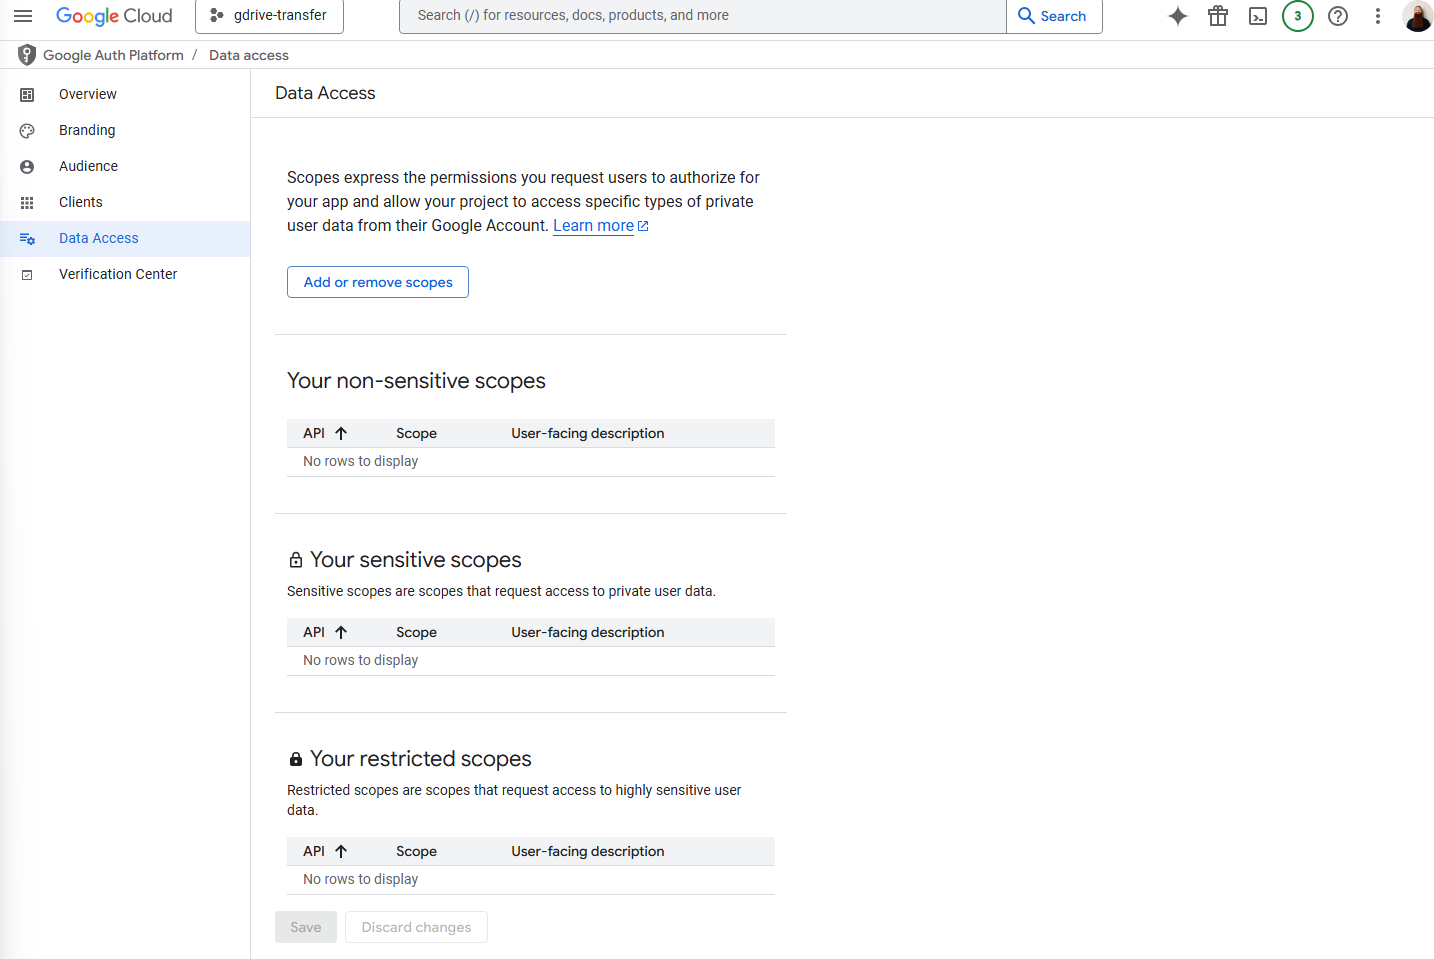 Google Cloud
gdrive-transfer
Search (/) for resources, docs, products, and more
Search
3
Google Auth Platform / Data access
Overview
Branding
Audience
Clients
Data Access
Verification Center
Data Access
Scopes express the permissions you request users to authorize for
your app and allow your project to access specific types of private
user data from their Google Account. Learn more
Add or remove scopes
Your non-sensitive scopes
API Scope User-facing description
No rows to display
Your sensitive scopes
Sensitive scopes are scopes that request access to private user data.
API Scope User-facing description
No rows to display
Your restricted scopes
Restricted scopes are scopes that request access to highly sensitive user
data.
API Scope User-facing description
No rows to display
Save Discard changes